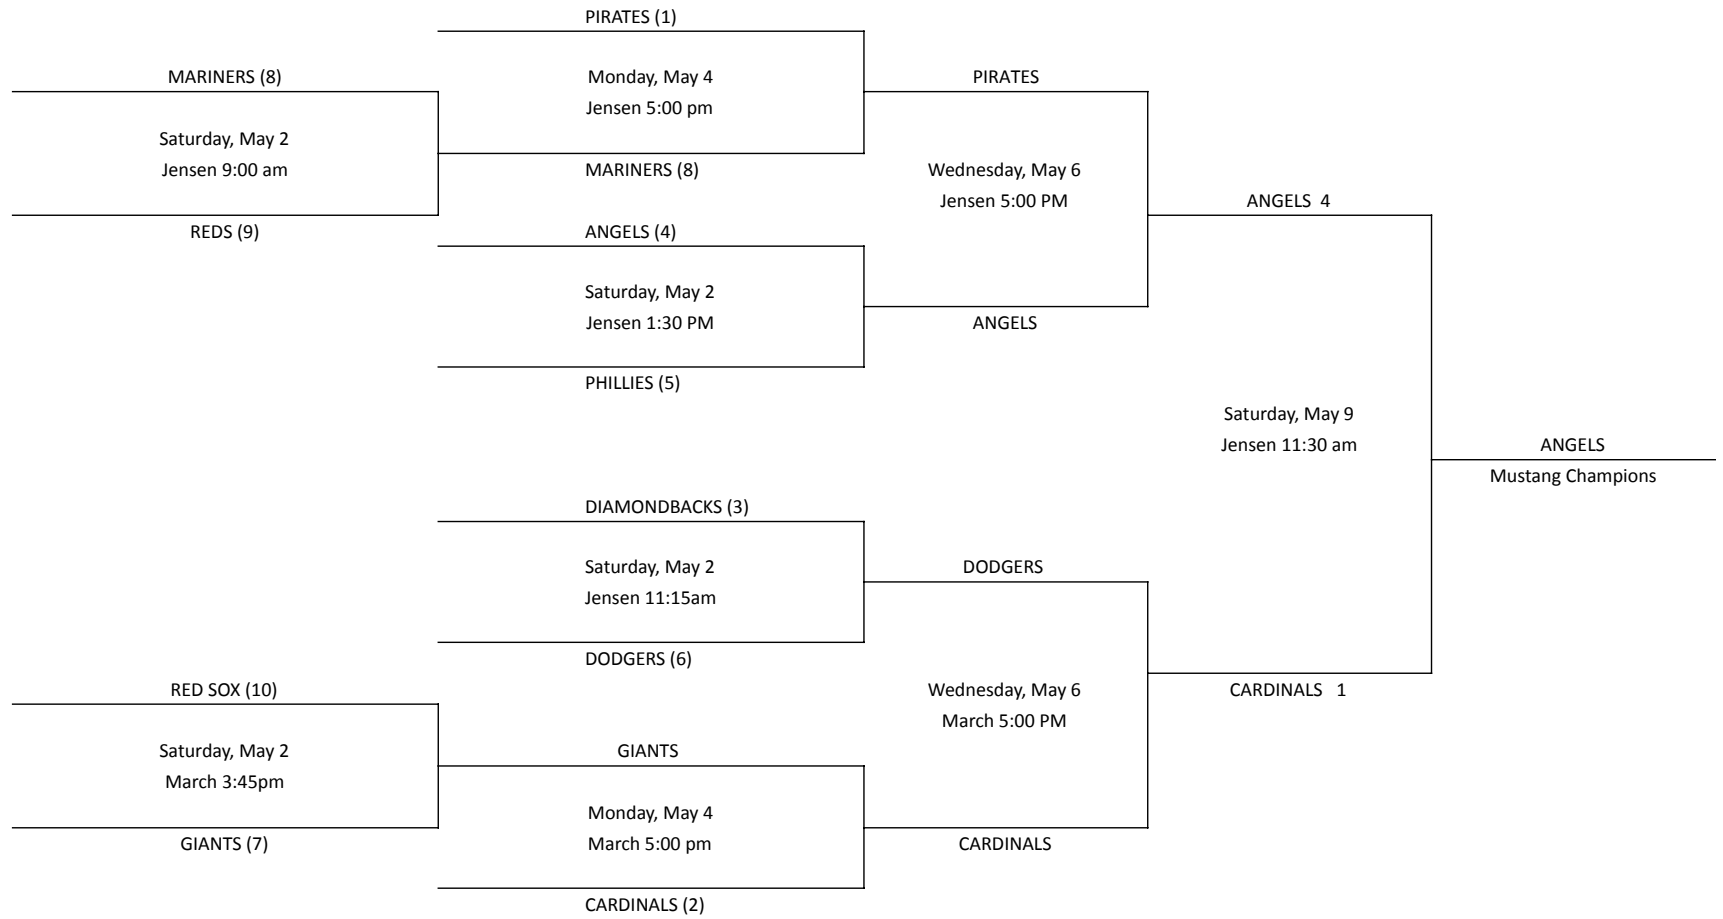 PIRATES (1)
MARINERS (8)
Monday, May 4
Jensen 5:00 pm
PIRATES
Saturday, May 2
Jensen 9:00 am
MARINERS (8)
Wednesday, May 6
Jensen 5:00 PM
ANGELS  4
REDS (9)
ANGELS (4)
Saturday, May 2
Jensen 1:30 PM
ANGELS
PHILLIES (5)
Saturday, May 9
Jensen 11:30 am
ANGELS
Mustang Champions
DIAMONDBACKS (3)
Saturday, May 2
Jensen 11:15am
DODGERS
DODGERS (6)
RED SOX (10)
Wednesday, May 6
March 5:00 PM
CARDINALS   1
Saturday, May 2
March 3:45pm
GIANTS
Monday, May 4
March 5:00 pm
GIANTS (7)
CARDINALS
CARDINALS (2)